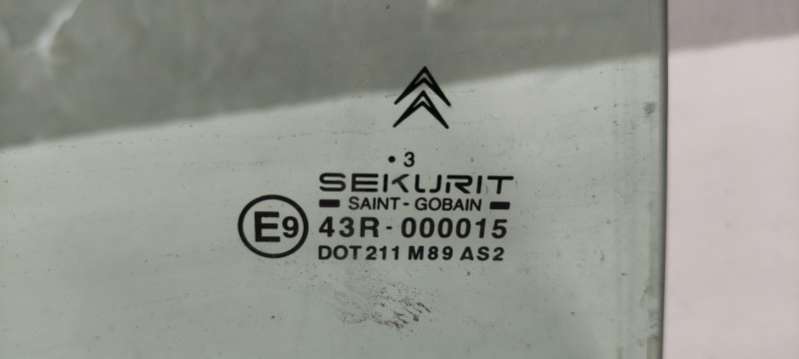 • 3
SEKURIT
SAINT-GOBAIN
E9 43R-000015
DOT 211 M89 AS2